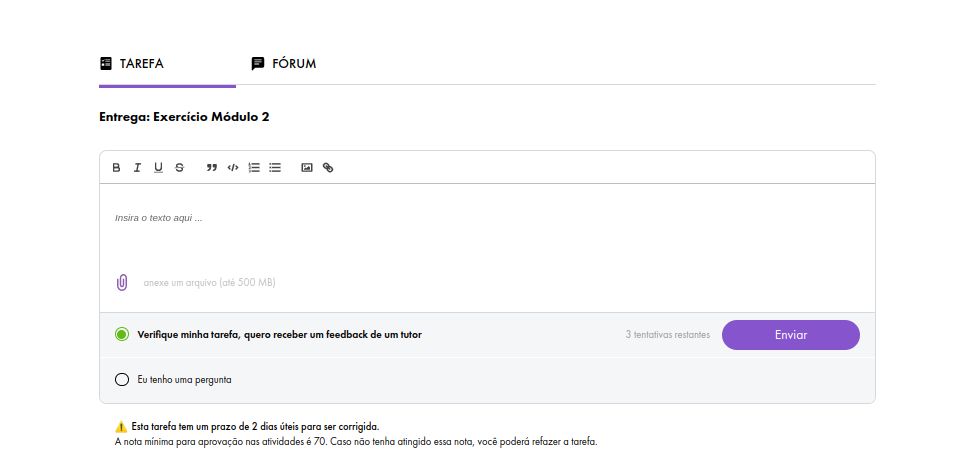 TAREFA FÓRUM
Entrega: Exercício Módulo 2
B I U S
Insira o texto aqui ...
anexe um arquivo (até 500 MB)
Verifique minha tarefa, quero receber um feedback de um tutor 3 tentativas restantes Enviar
Eu tenho uma pergunta
Esta tarefa tem um prazo de 2 dias úteis para ser corrigida.
A nota mínima para aprovação nas atividades é 70. Caso não tenha atingido essa nota, você poderá refazer a tarefa.